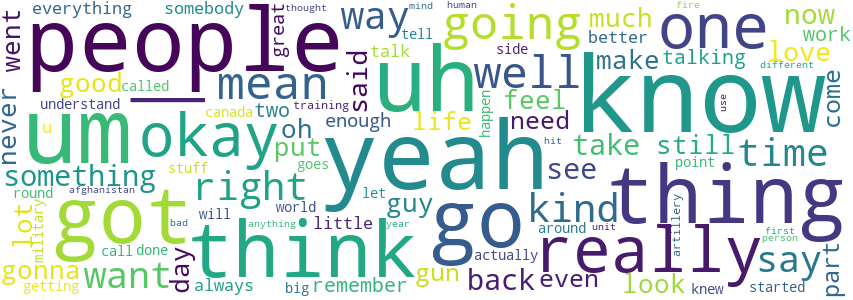 everything
somebody
great
thought
mind
human
fire
people
went
way
tell
going
much
now
one
better
work
talk
side
said
well
make
talking
love
different
good
called
mean
uh
know
understand
___
canada
two
training
never
um
okay
oh
enough
life
feel
need
happen
use
come
u
put
hit
take
still
time
something
stuff
goes
yeah
see
point
afghanistan
right
let
guy
go
kind
thing
round
will
world
lot
military
got
bad
anything
little
year
around
unit
artillery
first
person
call
done
think
day
actually
really
say
part
gonna
want
always
big
remember
gun
back
even
look
knew
started
getting